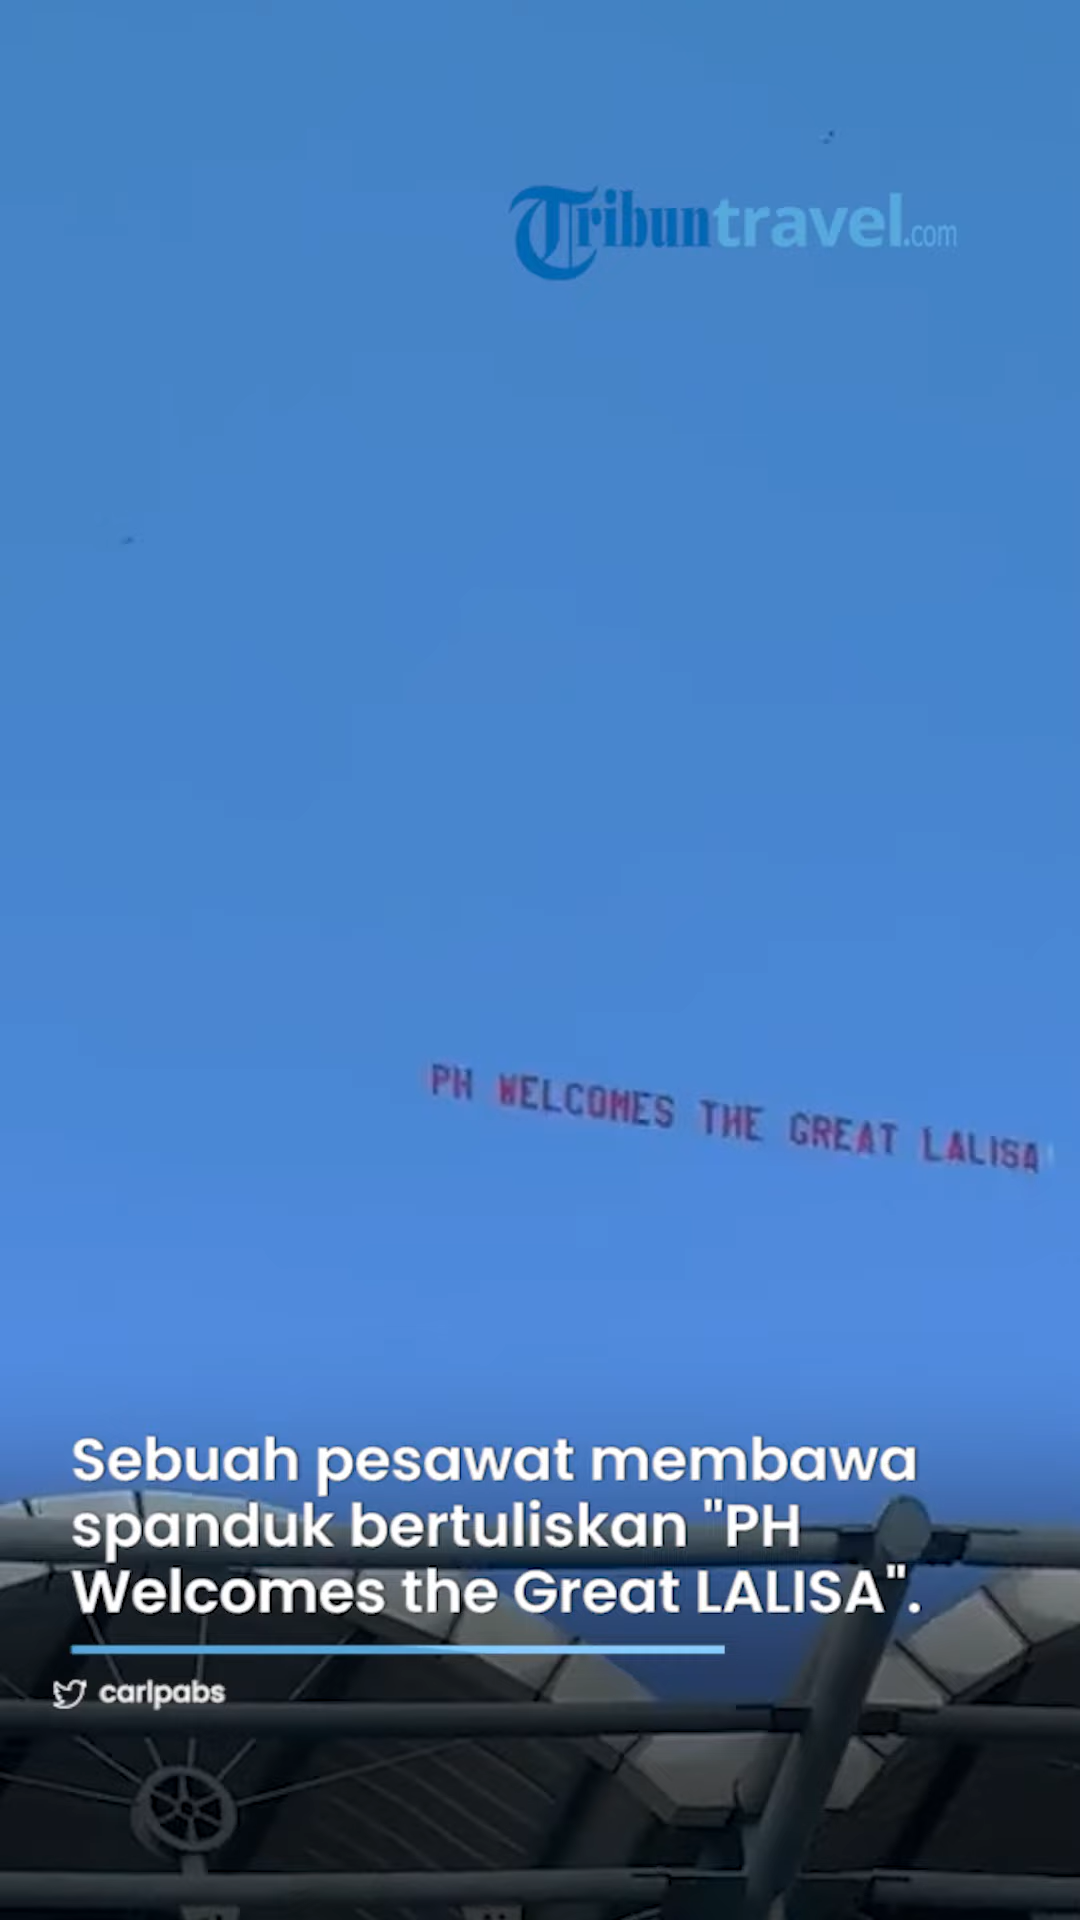 Tribuntravel.com
PH WELCOMES THE GREAT LALISA
Sebuah pesawat membawa
spanduk bertuliskan "PH
Welcomes the Great LALISA".
carlpabs